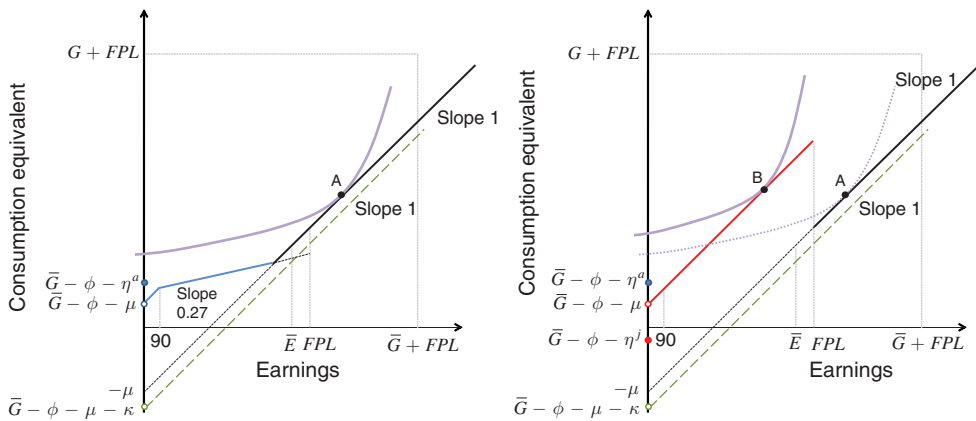 G + FPL
Slope 1
A
Slope 1
G̅ − ϕ − ηᵃ
G̅ − ϕ − μ
Slope
0.27
90
E̅ FPL
G̅ + FPL
−μ
G̅ − ϕ − μ − κ
Earnings
Consumption equivalent
G + FPL
Slope 1
B
A
Slope 1
G̅ − ϕ − ηᵃ
G̅ − ϕ − μ
90
G̅ − ϕ − ηʲ
E̅ FPL
G̅ + FPL
−μ
G̅ − ϕ − μ − κ
Earnings
Consumption equivalent